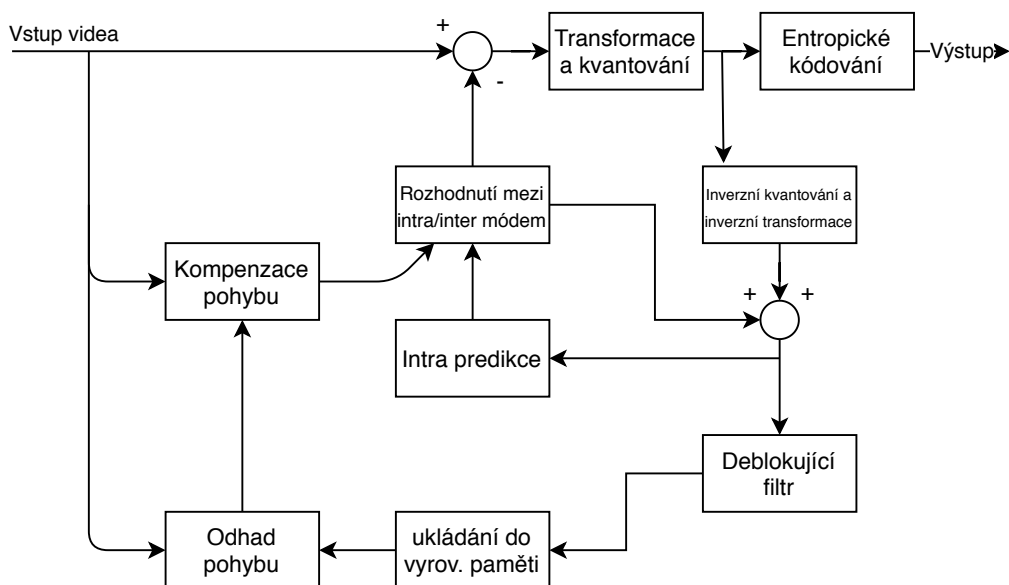 +
Vstup videa
Transformace
a kvantování
Entropické
kódování
Výstup
-
Rozhodnutí mezi
intra/inter módem
Inverzní kvantování a
inverzní transformace
Kompenzace
pohybu
+
+
Intra predikce
Deblokující
filtr
Odhad
pohybu
ukládání do
vyrov. paměti